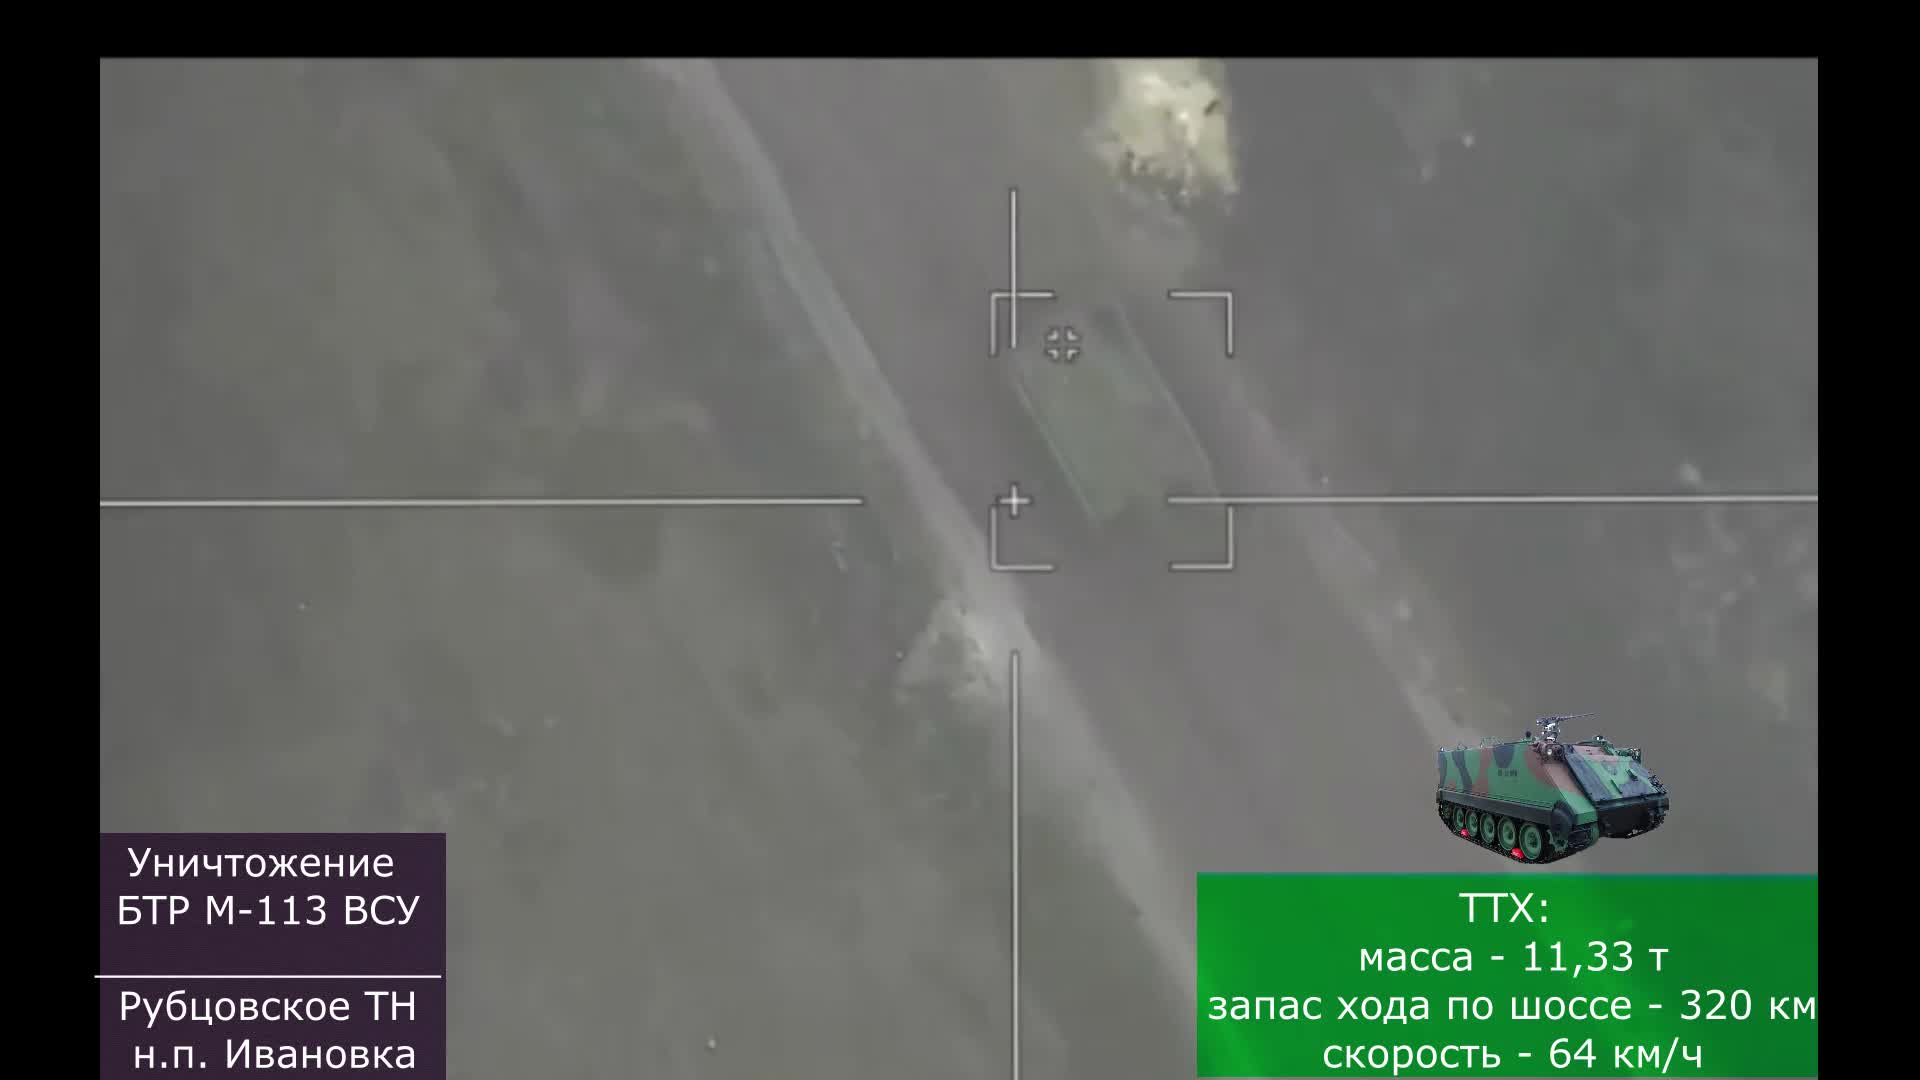 Уничтожение
БТР М-113 ВСУ
Рубцовское ТН
н.п. Ивановка
ТТХ:
масса - 11,33 т
запас хода по шоссе - 320 км
скорость - 64 км/ч